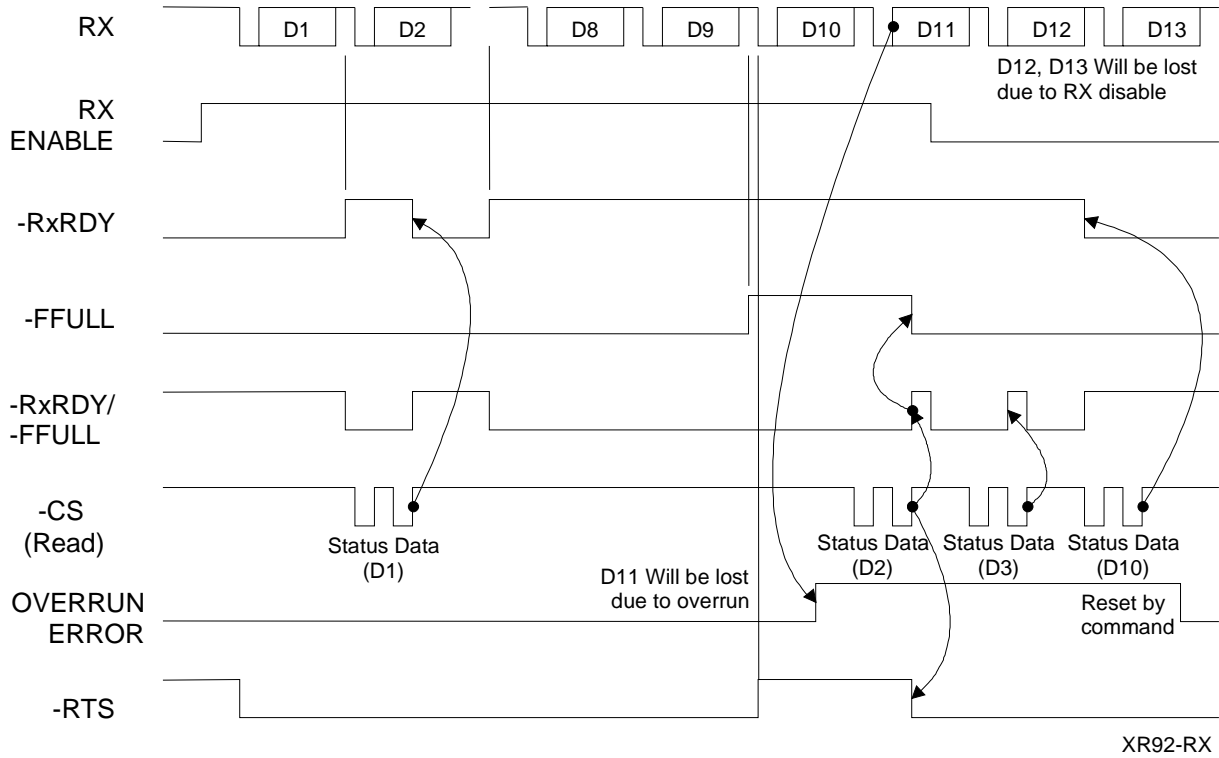 RX
D1
D2
D8
D9
D10
D11
D12
D13
D12, D13 Will be lost
due to RX disable
RX
ENABLE
-RxRDY
-FFULL
-RxRDY/
-FFULL
-CS
(Read)
Status Data
(D1)
Status Data
(D2)
Status Data
(D3)
Status Data
(D10)
D11 Will be lost
due to overrun
OVERRUN
ERROR
Reset by
command
-RTS
XR92-RX